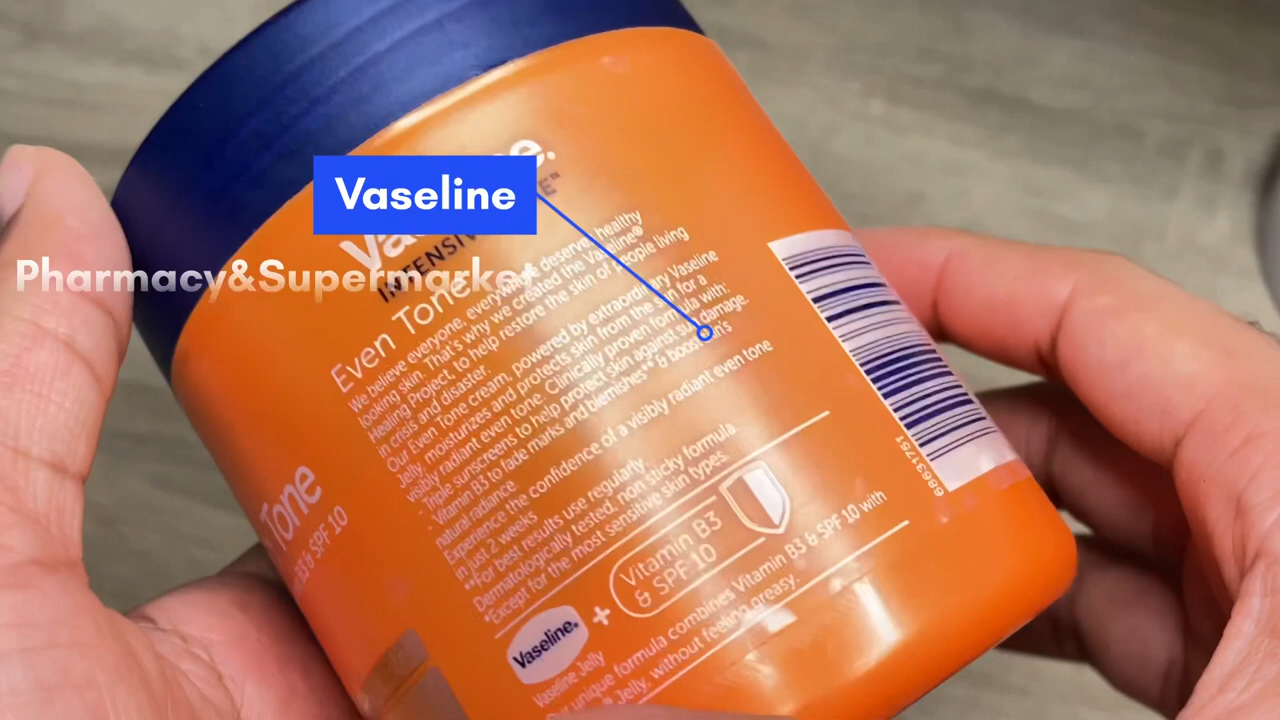 Vaseline
Pharmacy&Supermarket
Even Tone
We believe everyone, everywhere deserves healthy
looking skin. That's why we created the Vaseline®
Healing Project, to help restore the skin of people living
in crisis and disaster.
Our Even Tone cream, powered by extraordinary Vaseline
Jelly, moisturizes and protects skin from the skin for a
visibly radiant even tone. Clinically proven formula with:
· Triple sunscreens to help protect skin against sun damage.
· Vitamin B3 to fade marks and blemishes** & boost skin's
natural radiance
Experience the confidence of a visibly radiant even tone
in just 2 weeks
**For best results use regularly
Dermatologically tested, non sticky formula
*Except for the most sensitive skin types.
Vaseline.
+
Vitamin B3
& SPF 10
Vaseline Jelly
unique formula combines Vitamin B3 & SPF 10 with
Jelly, without feeling greasy.
68631761
Tone
B3 & SPF 10